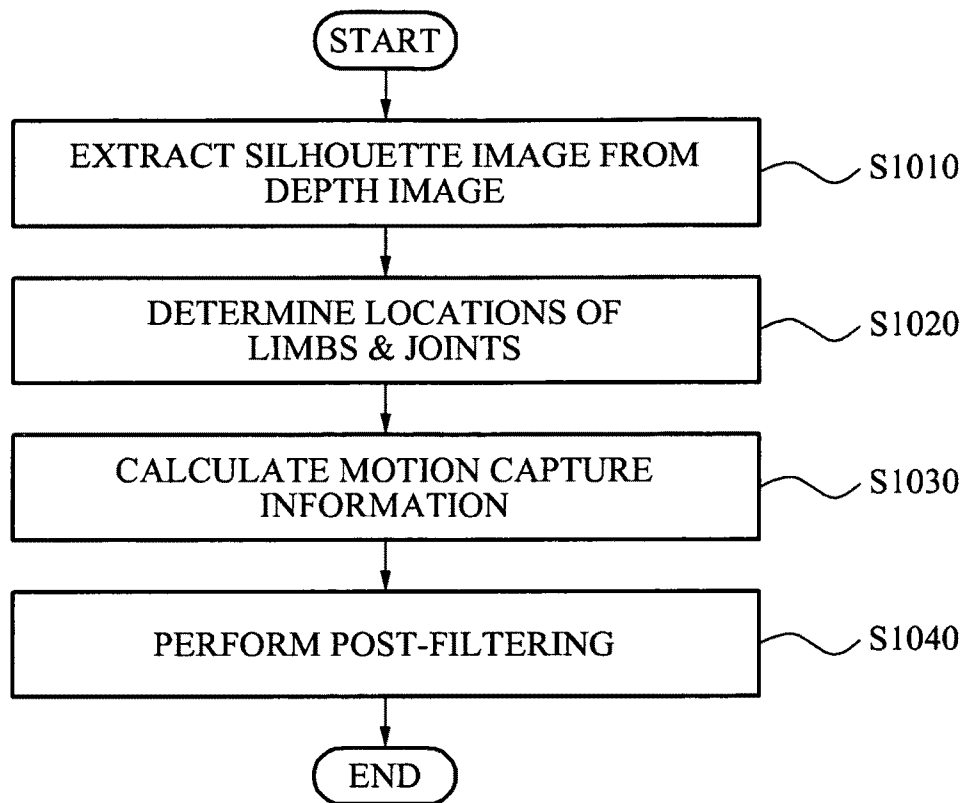 START
EXTRACT SILHOUETTE IMAGE FROM
DEPTH IMAGE
S1010
DETERMINE LOCATIONS OF
LIMBS & JOINTS
S1020
CALCULATE MOTION CAPTURE
INFORMATION
S1030
PERFORM POST-FILTERING
S1040
END